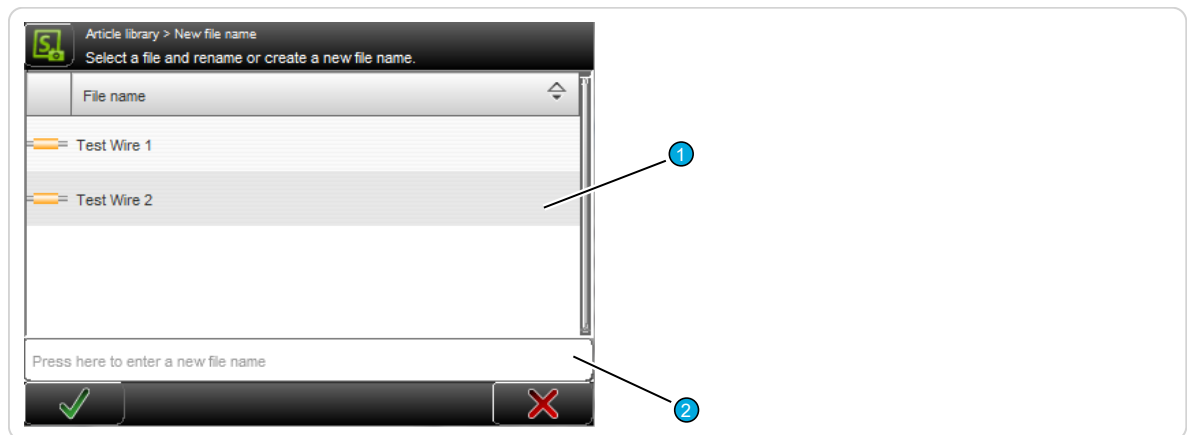 Article library > New file name
Select a file and rename or create a new file name.
File name
Test Wire 1
Test Wire 2
Press here to enter a new file name
1
2